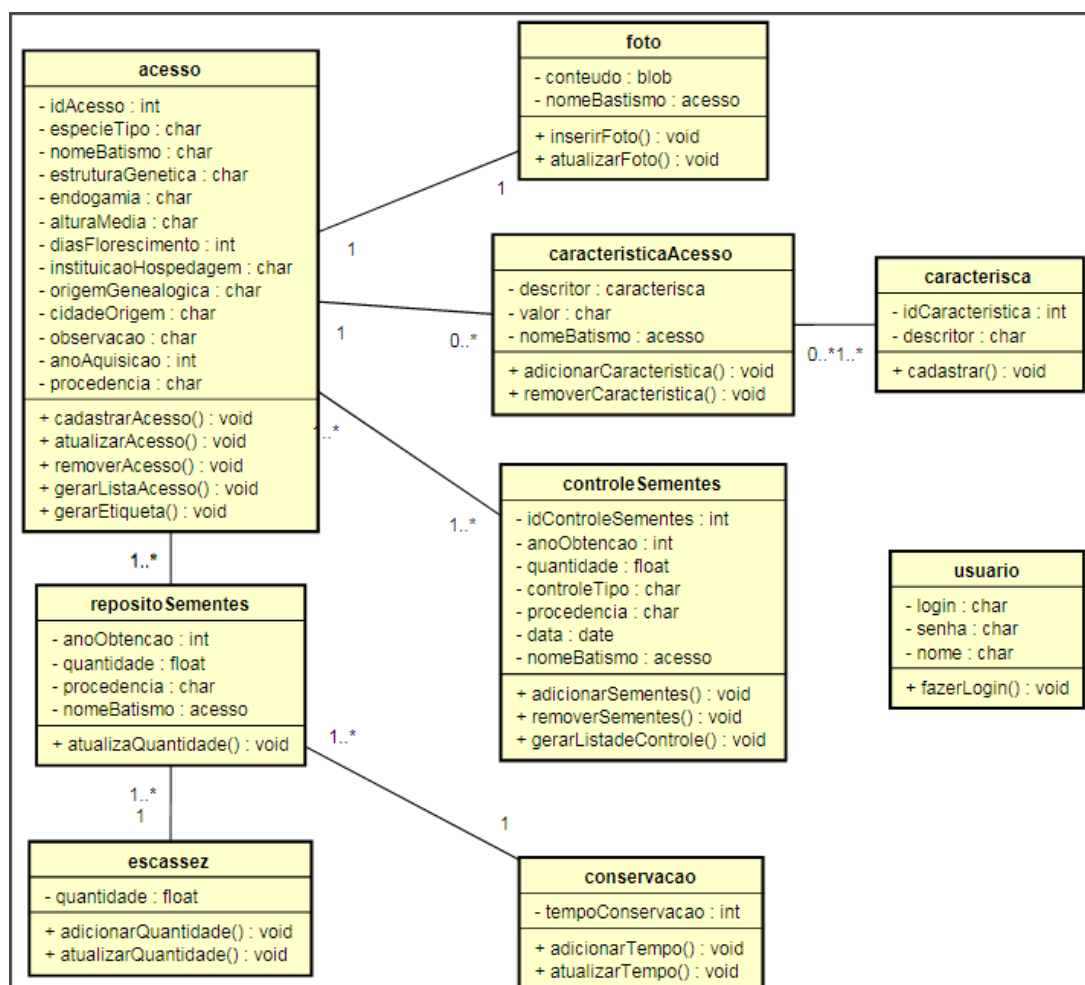 acesso
- idAcesso : int
- especieTipo : char
- nomeBatismo : char
- estruturaGenetica : char
- endogamia : char
- alturaMedia : char
- diasFlorescimento : int
- instituicaoHospedagem : char
- origemGenealogica : char
- cidadeOrigem : char
- observacao : char
- anoAquisicao : int
- procedencia : char
+ cadastrarAcesso() : void
+ atualizarAcesso() : void
+ removerAcesso() : void
+ gerarListaAcesso() : void
+ gerarEtiqueta() : void
foto
- conteudo : blob
- nomeBastismo : acesso
+ inserirFoto() : void
+ atualizarFoto() : void
1
1
caracteristicaAcesso
- descritor : caracterisca
- valor : char
- nomeBatismo : acesso
+ adicionarCaracteristica() : void
+ removerCaracteristica() : void
1
0..*
0..*1..*
caracterisca
- idCaracteristica : int
- descritor : char
+ cadastrar() : void
1..*
1..*
controleSementes
- idControleSementes : int
- anoObtencao : int
- quantidade : float
- controleTipo : char
- procedencia : char
- data : date
- nomeBatismo : acesso
+ adicionarSementes() : void
+ removerSementes() : void
+ gerarListadeControle() : void
usuario
- login : char
- senha : char
- nome : char
+ fazerLogin() : void
1..*
repositoSementes
- anoObtencao : int
- quantidade : float
- procedencia : char
- nomeBatismo : acesso
+ atualizaQuantidade() : void
1..*
1
1..*
1
escassez
- quantidade : float
+ adicionarQuantidade() : void
+ atualizarQuantidade() : void
conservacao
- tempoConservacao : int
+ adicionarTempo() : void
+ atualizarTempo() : void